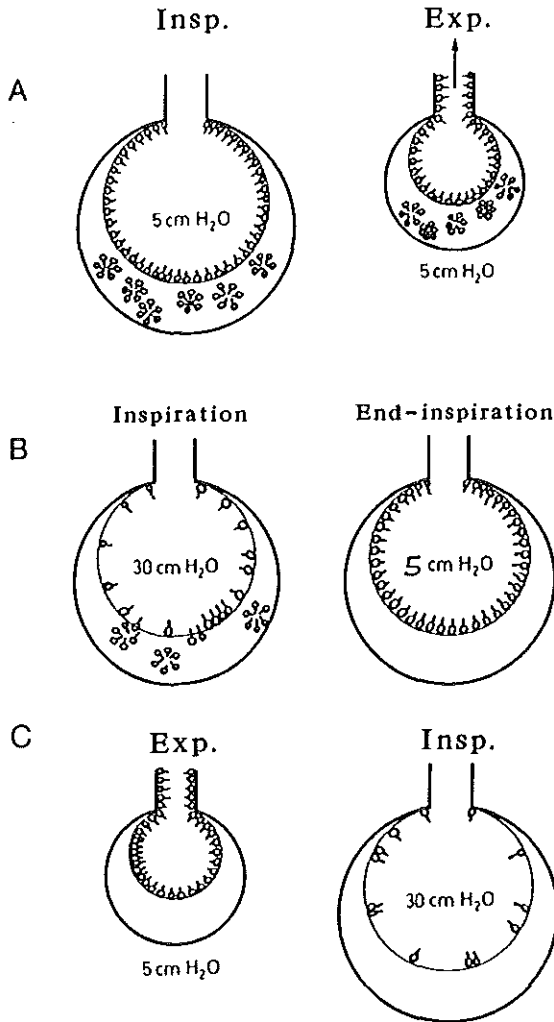 Insp. Exp.
A
5 cm H₂O
5 cm H₂O
Inspiration End-inspiration
B
30 cm H₂O 5 cm H₂O
C
Exp. Insp.
30 cm H₂O
5 cm H₂O